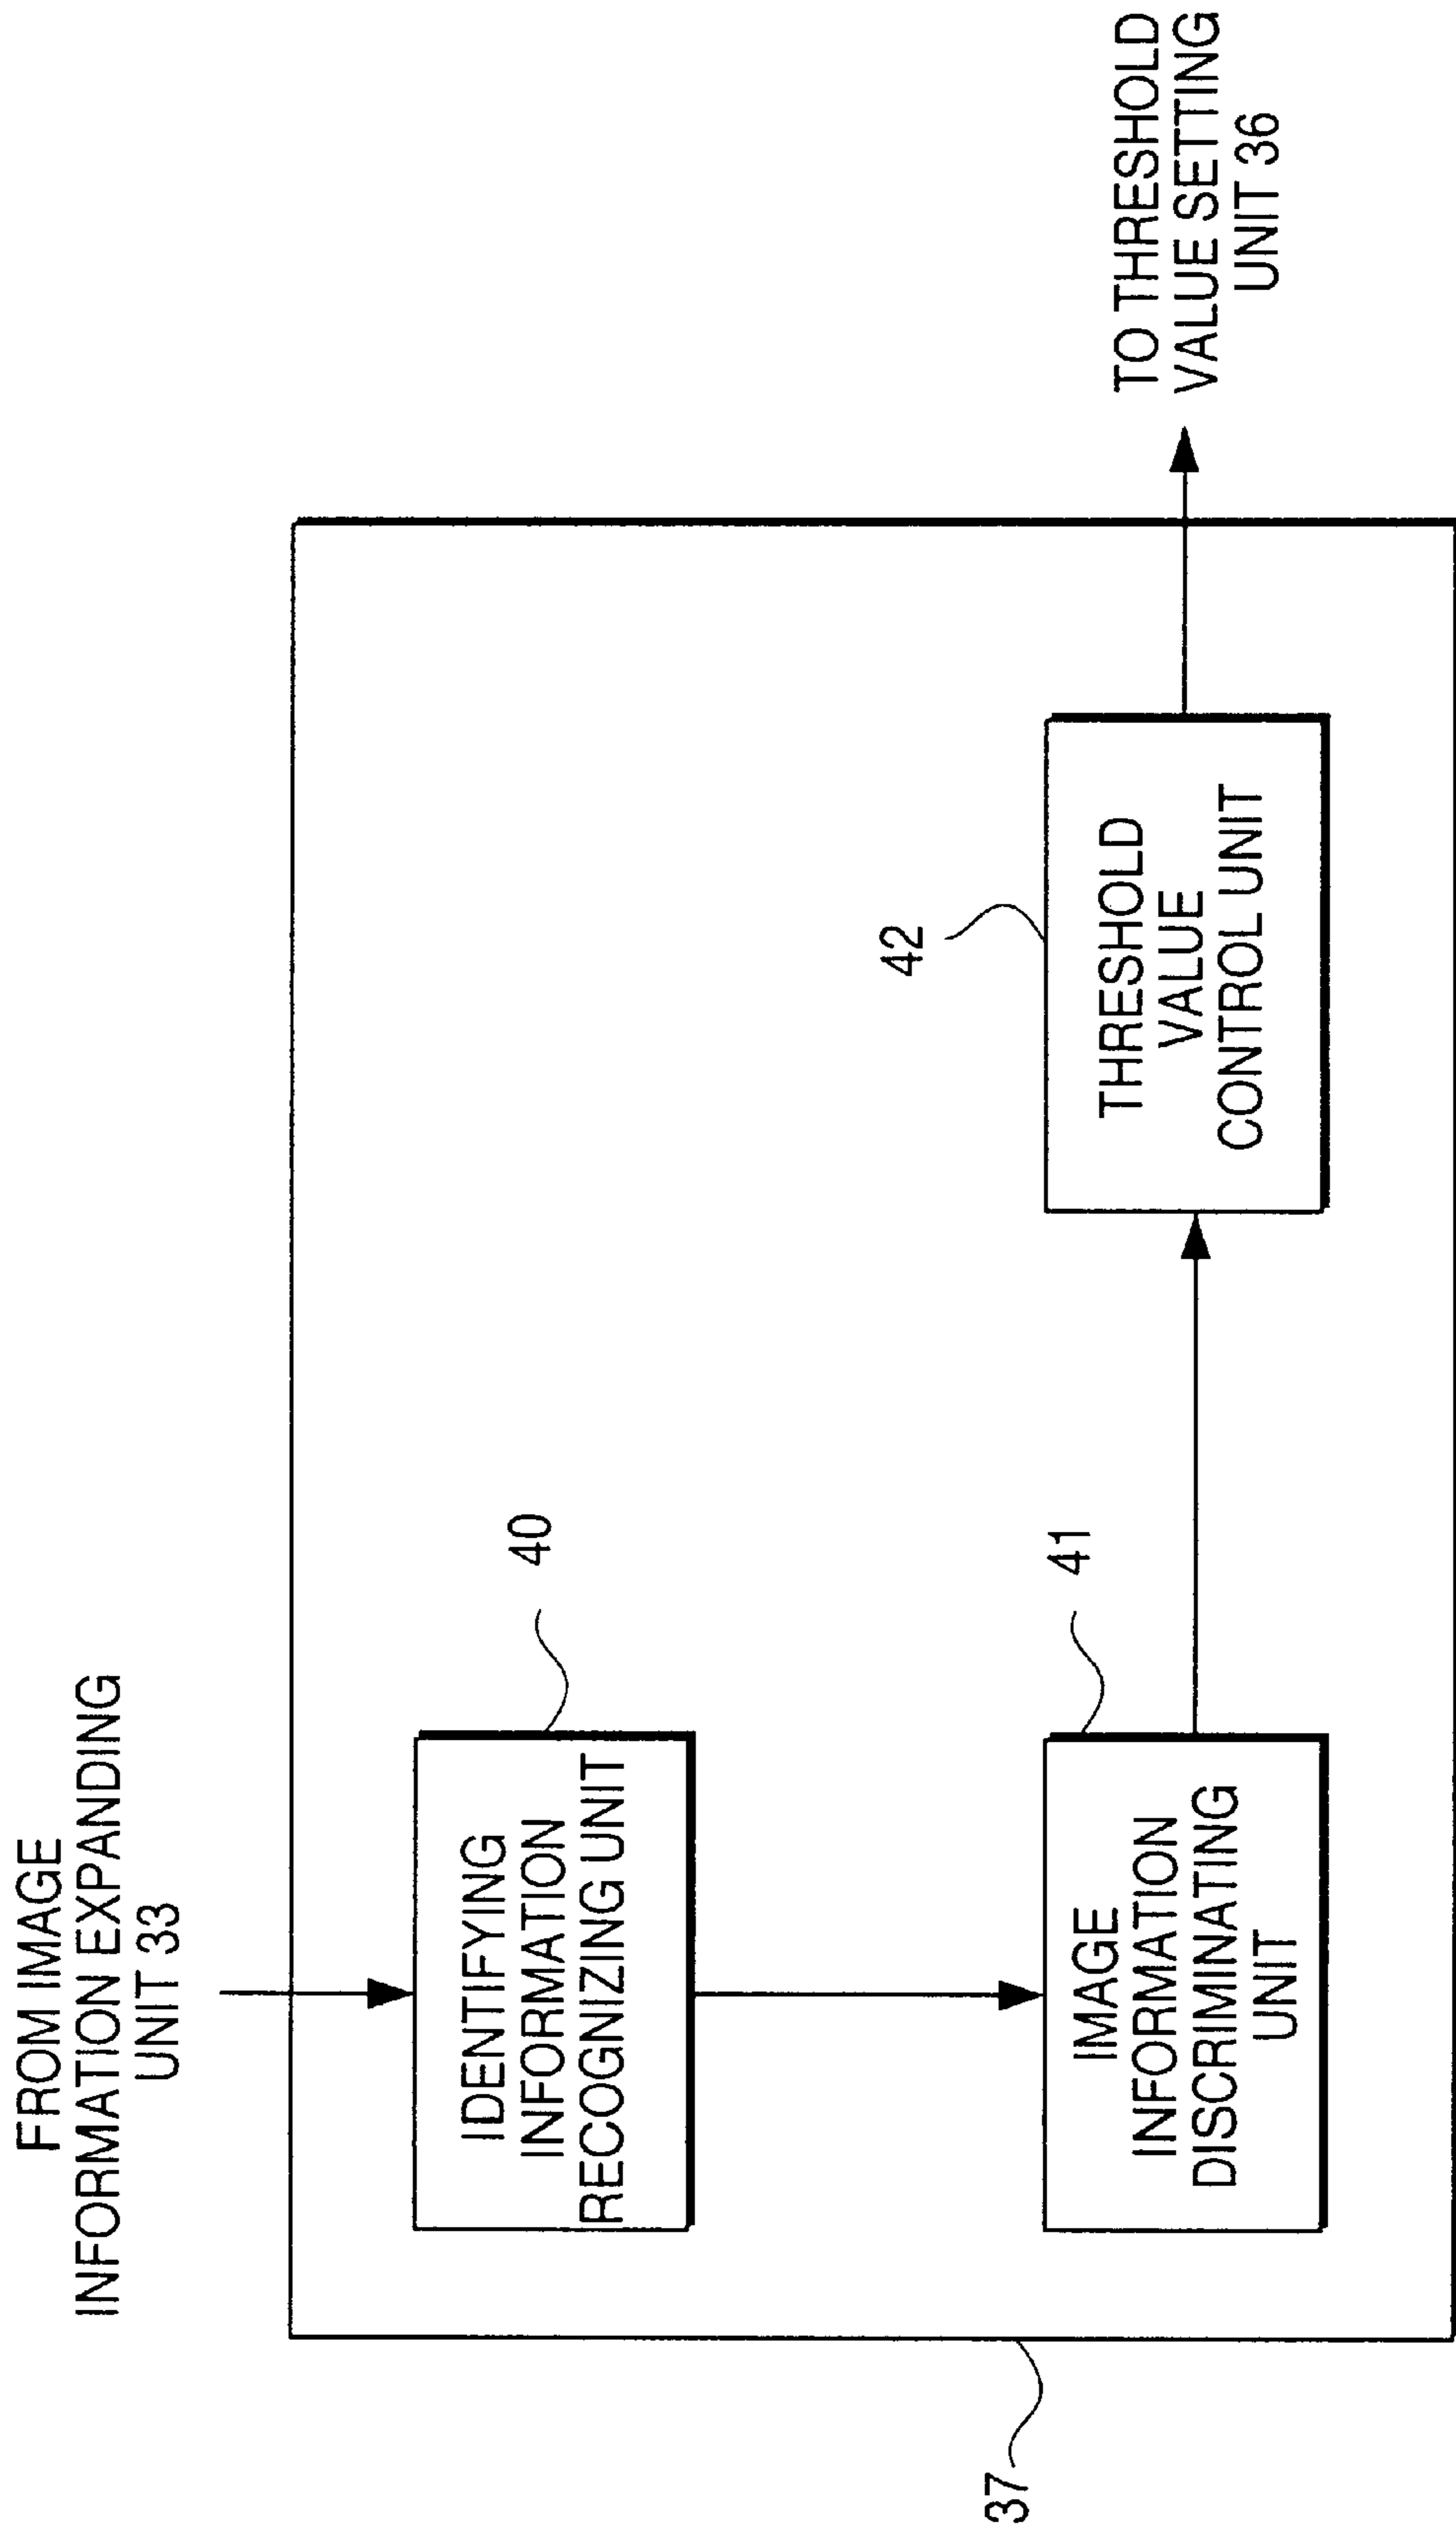 FROM IMAGE
INFORMATION EXPANDING
UNIT 33
40
IDENTIFYING
INFORMATION
RECOGNIZING UNIT
41
IMAGE
INFORMATION
DISCRIMINATING
UNIT
42
THRESHOLD
VALUE
CONTROL UNIT
TO THRESHOLD
VALUE SETTING
UNIT 36
37